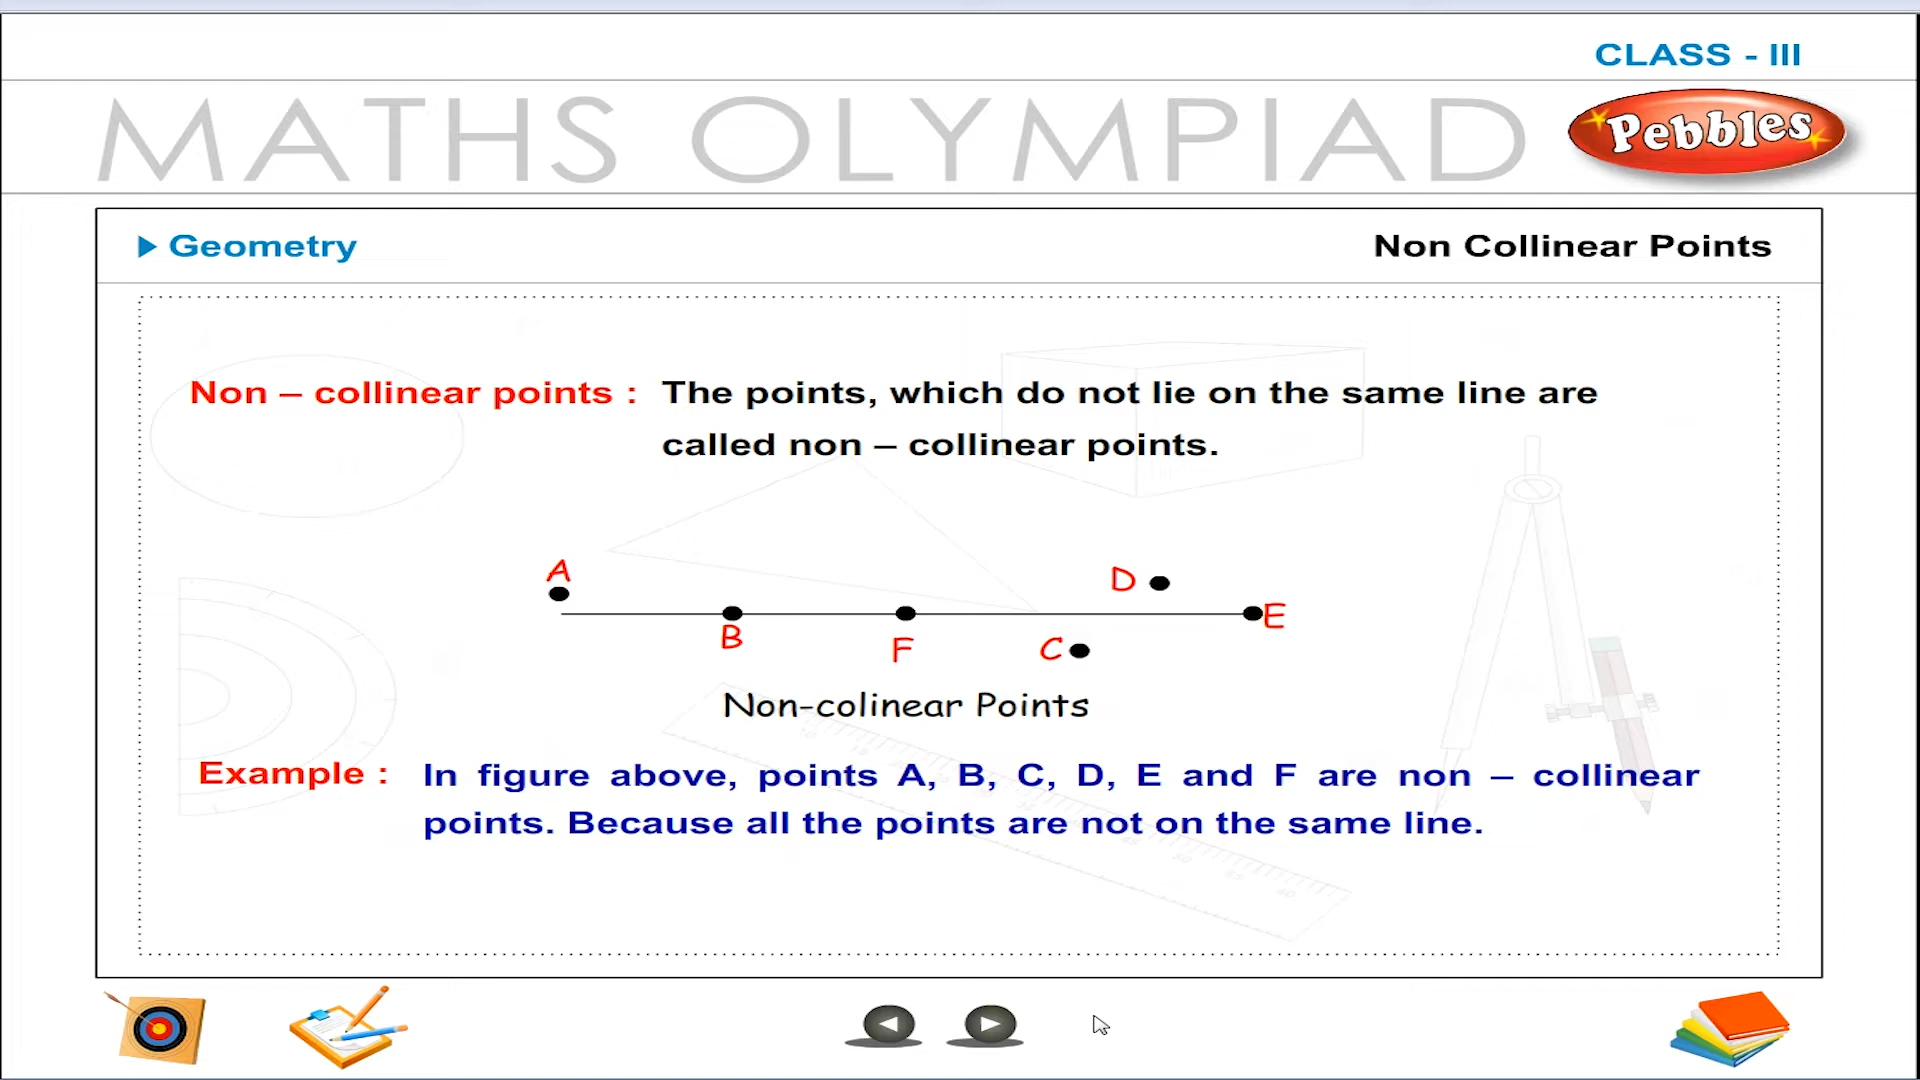 CLASS - III
MATHS OLYMPIAD
Pebbles
Geometry
Non Collinear Points
Non – collinear points : The points, which do not lie on the same line are
called non – collinear points.
A
D
B
F
C
E
Non-colinear Points
Example : In figure above, points A, B, C, D, E and F are non – collinear
points. Because all the points are not on the same line.